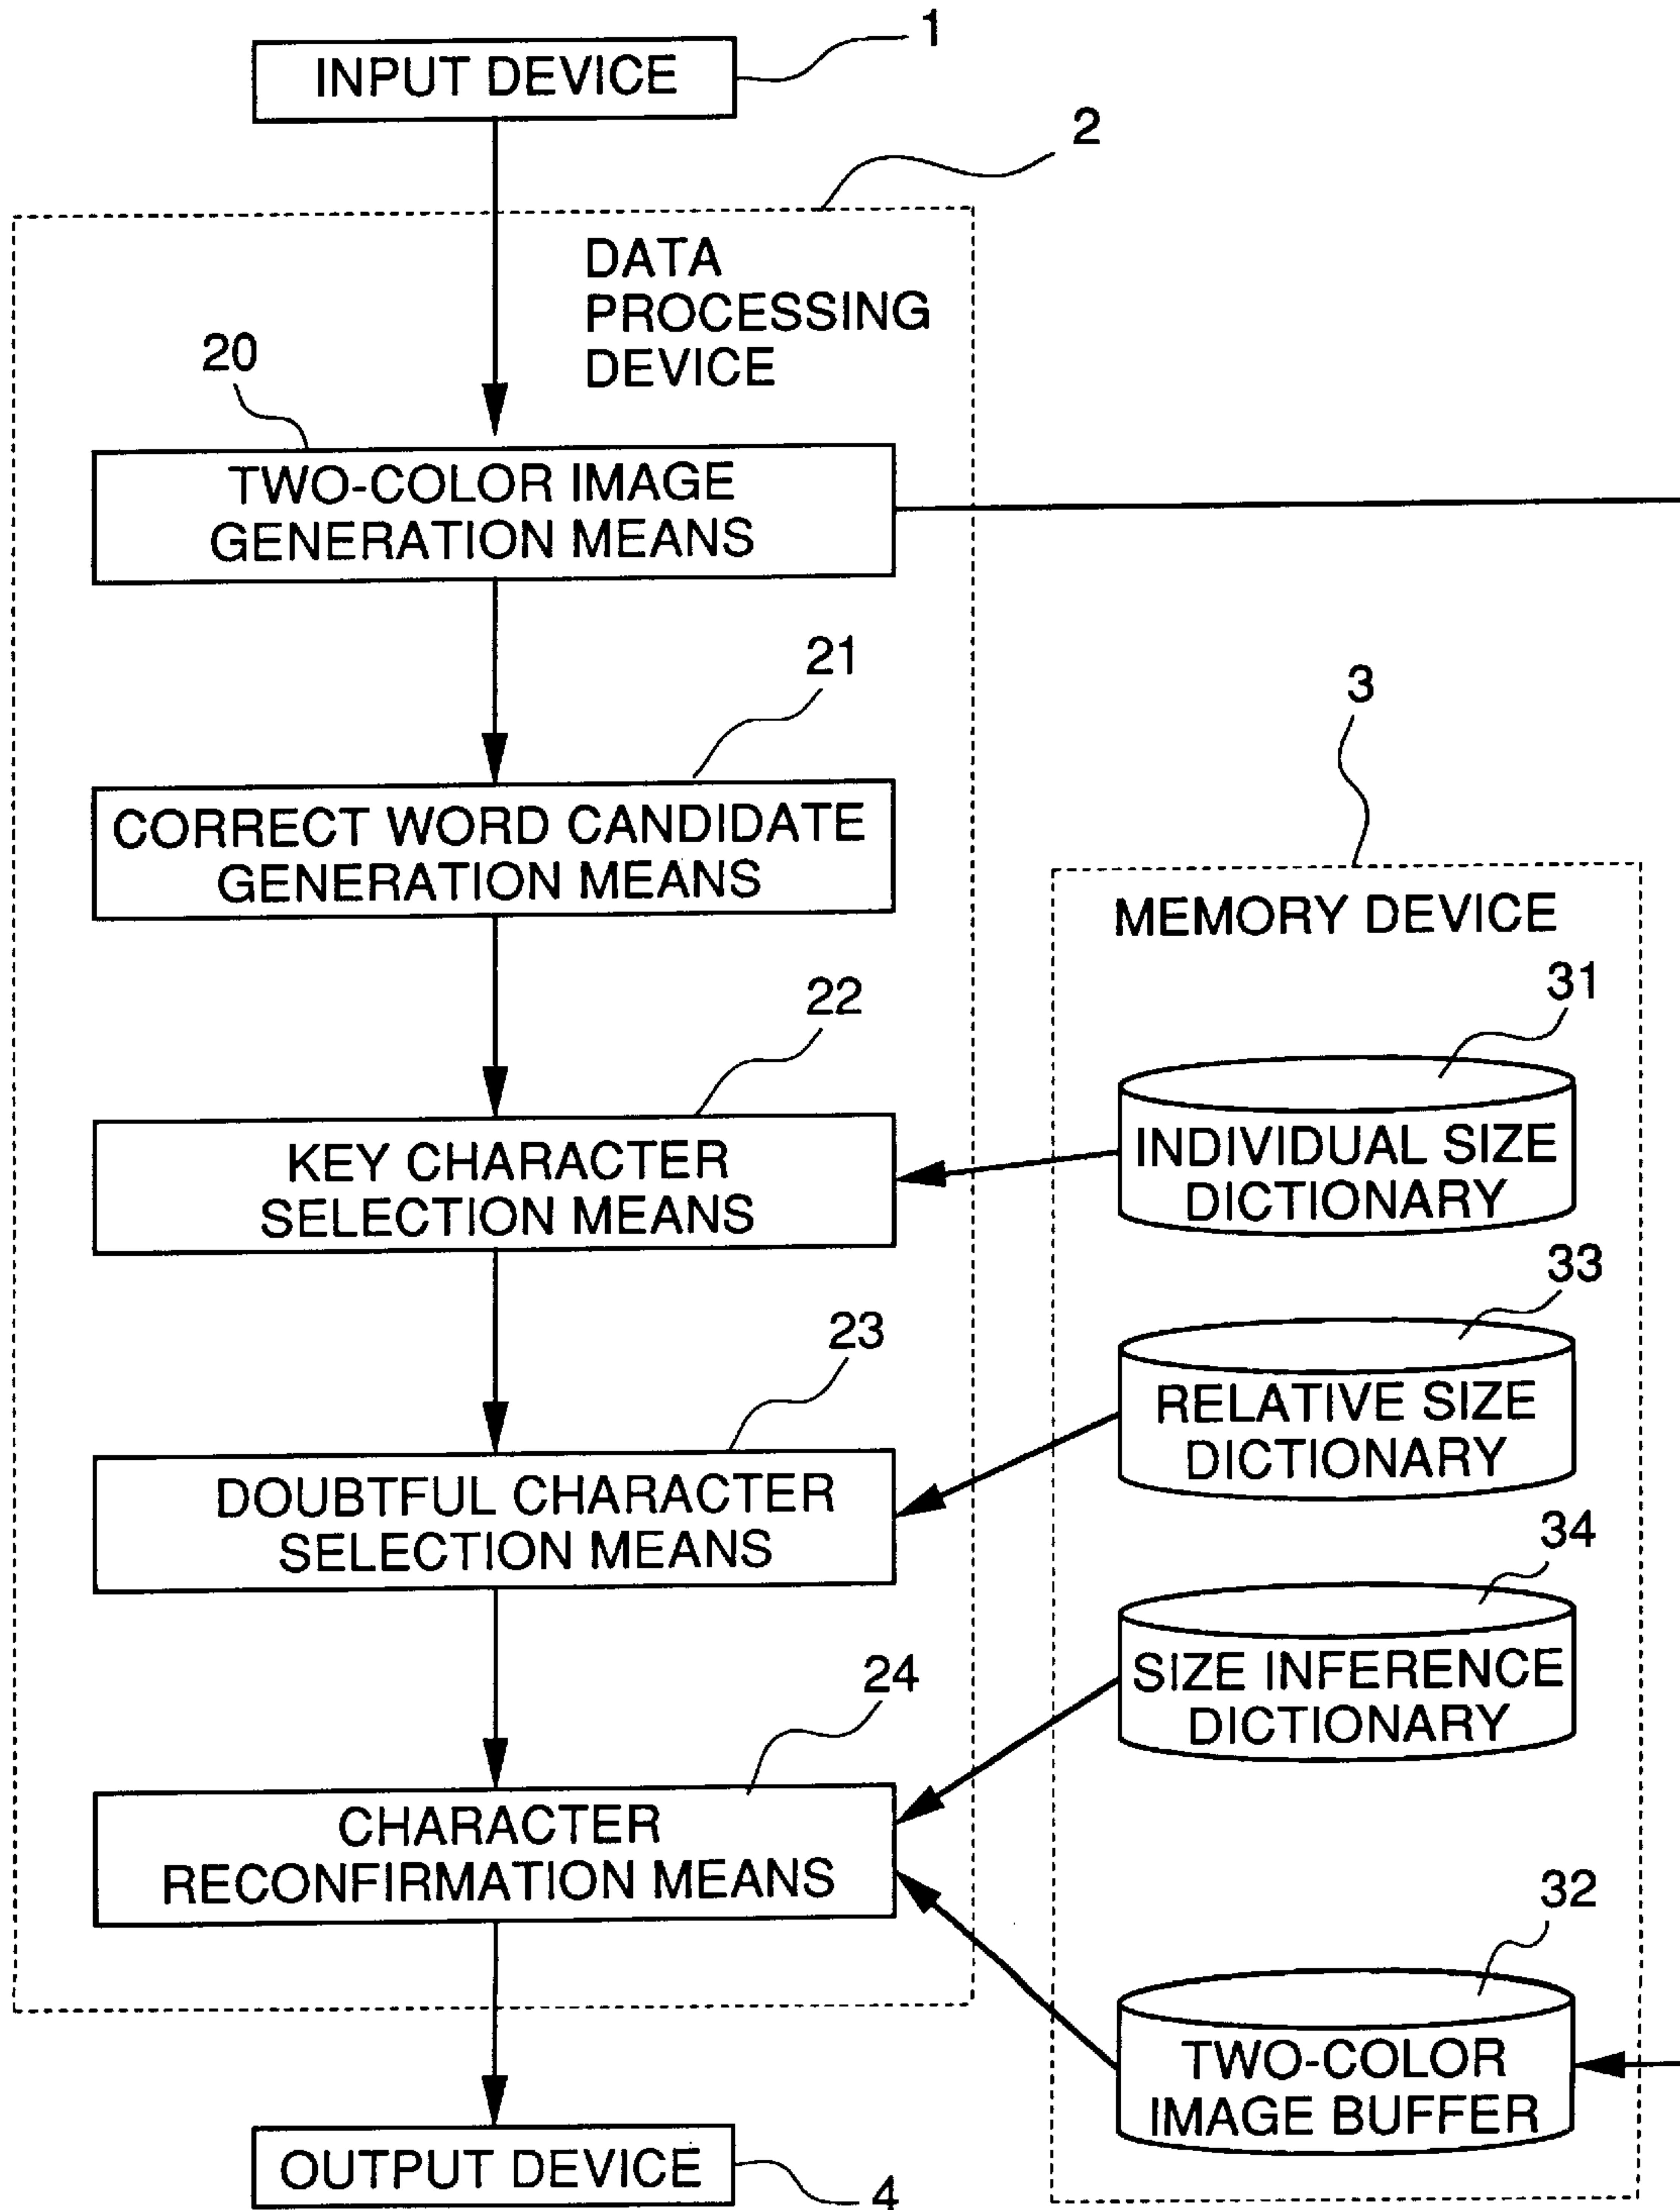 1
INPUT DEVICE
2
DATA
PROCESSING
DEVICE
20
TWO-COLOR IMAGE
GENERATION MEANS
21
CORRECT WORD CANDIDATE
GENERATION MEANS
3
MEMORY DEVICE
22
31
KEY CHARACTER
SELECTION MEANS
INDIVIDUAL SIZE
DICTIONARY
23
33
DOUBTFUL CHARACTER
SELECTION MEANS
RELATIVE SIZE
DICTIONARY
24
34
CHARACTER
RECONFIRMATION MEANS
SIZE INFERENCE
DICTIONARY
32
TWO-COLOR
IMAGE BUFFER
OUTPUT DEVICE
4